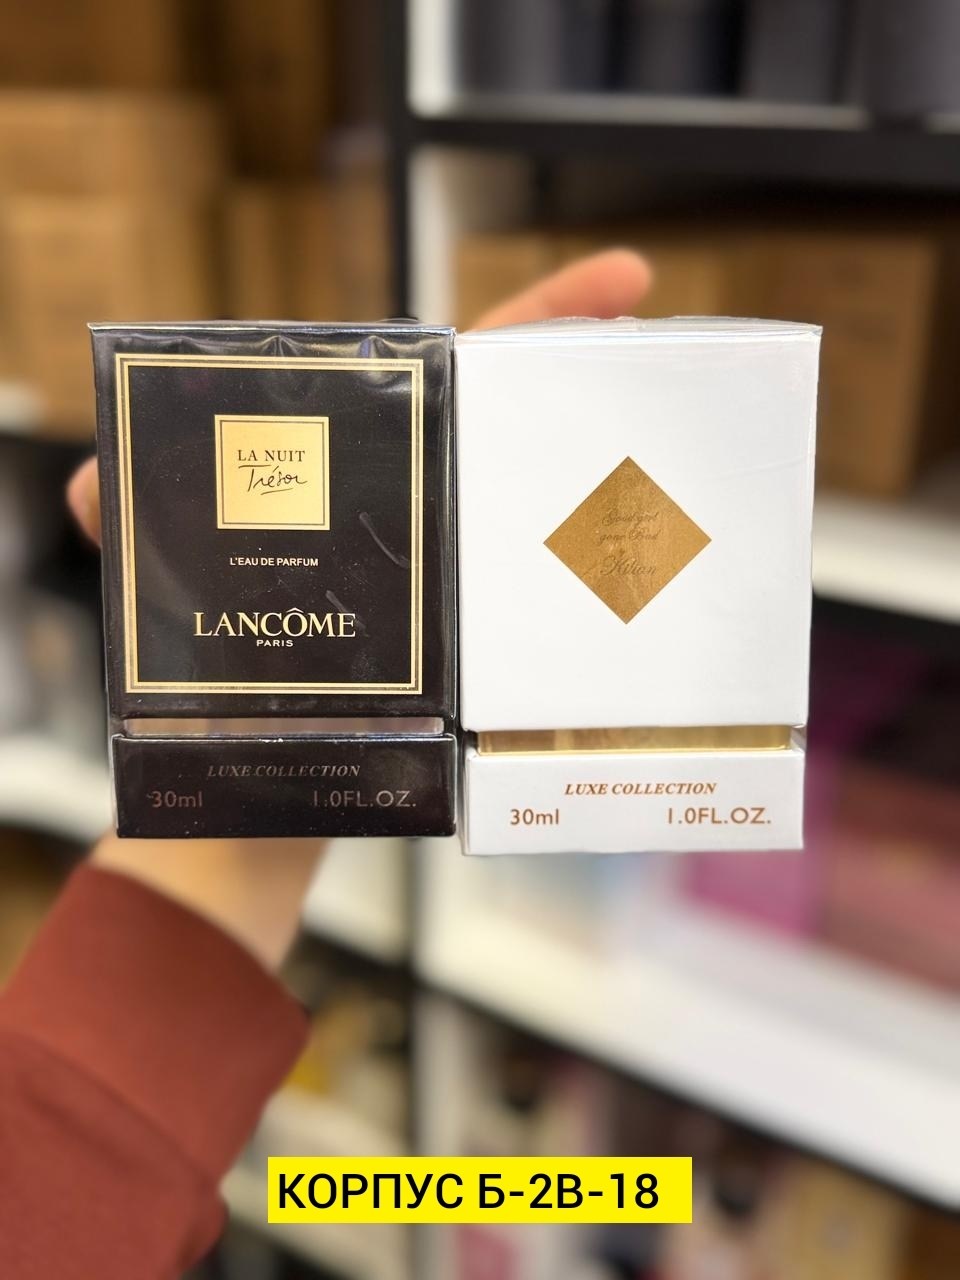 LA NUIT
Trésor
L'EAU DE PARFUM
LANCÔME
PARIS
LUXE COLLECTION
30ml 1.0FL.OZ.
Good girl
gone Bad
by
Kilian
LUXE COLLECTION
30ml 1.0FL.OZ.
КОРПУС Б-2В-18